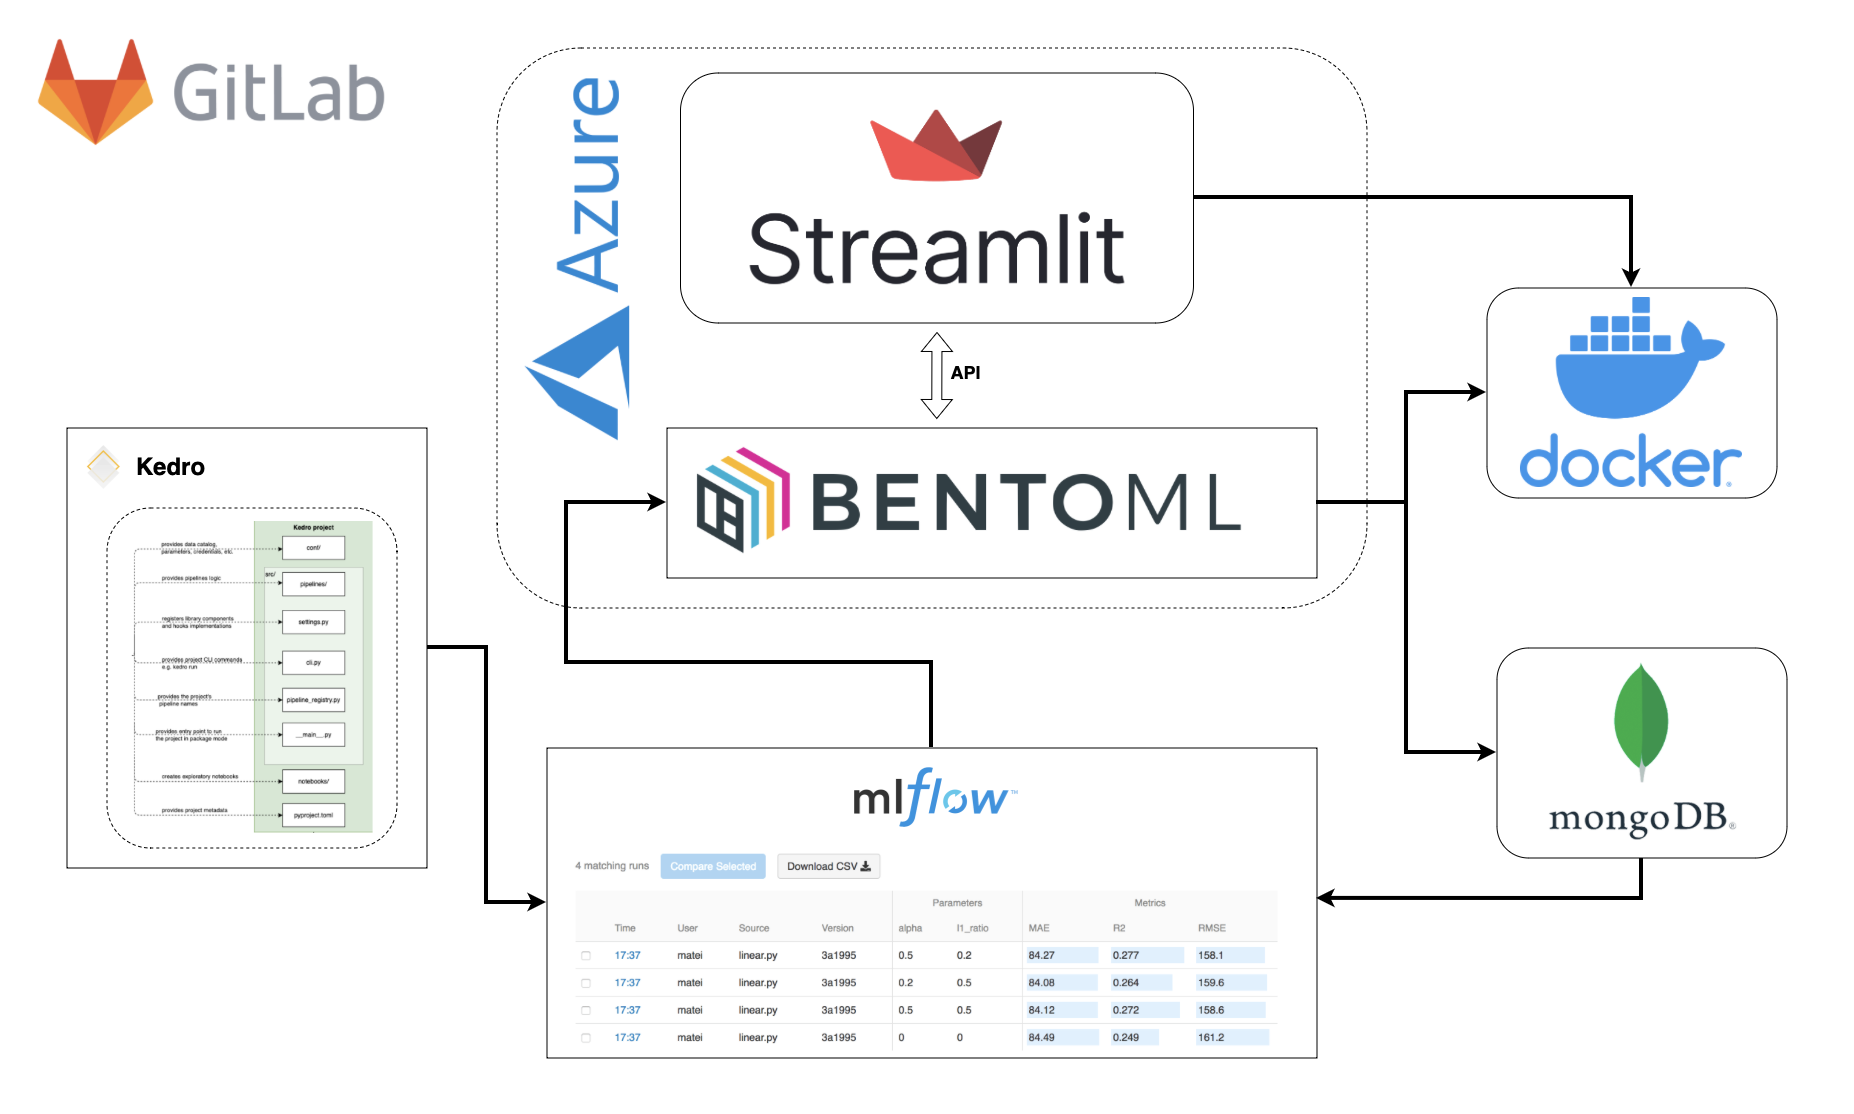 GitLab
Azure
Streamlit
API
BENTOML
docker
mongoDB®
Kedro
Kedro project
provides data catalog,
parameters, credentials, etc.
conf/
src/
provides pipelines logic
pipelines/
registers library components
and hooks implementations
settings.py
provides project CLI commands
e.g. kedro run
cli.py
provides the project's
pipeline names
pipeline_registry.py
provides entry point to run
the project in package mode
__main__.py
creates exploratory notebooks
notebooks/
provides project metadata
pyproject.toml
mlflow™
4 matching runs Compare Selected Download CSV
Parameters Metrics
Time User Source Version alpha l1_ratio MAE R2 RMSE
17:37 matei linear.py 3a1995 0.5 0.2 84.27 0.277 158.1
17:37 matei linear.py 3a1995 0.2 0.5 84.08 0.264 159.6
17:37 matei linear.py 3a1995 0.5 0.5 84.12 0.272 158.6
17:37 matei linear.py 3a1995 0 0 84.49 0.249 161.2